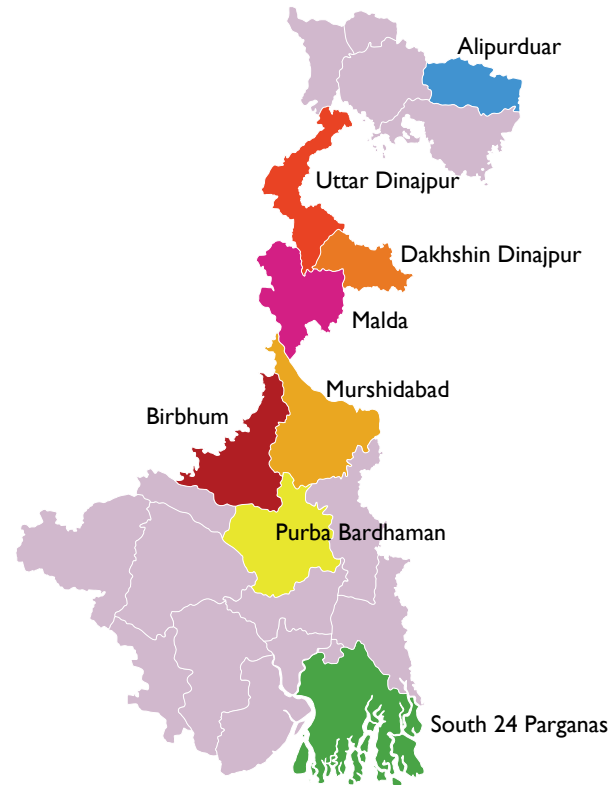 Alipurduar
Uttar Dinajpur
Dakhshin Dinajpur
Malda
Murshidabad
Birbhum
Purba Bardhaman
South 24 Parganas